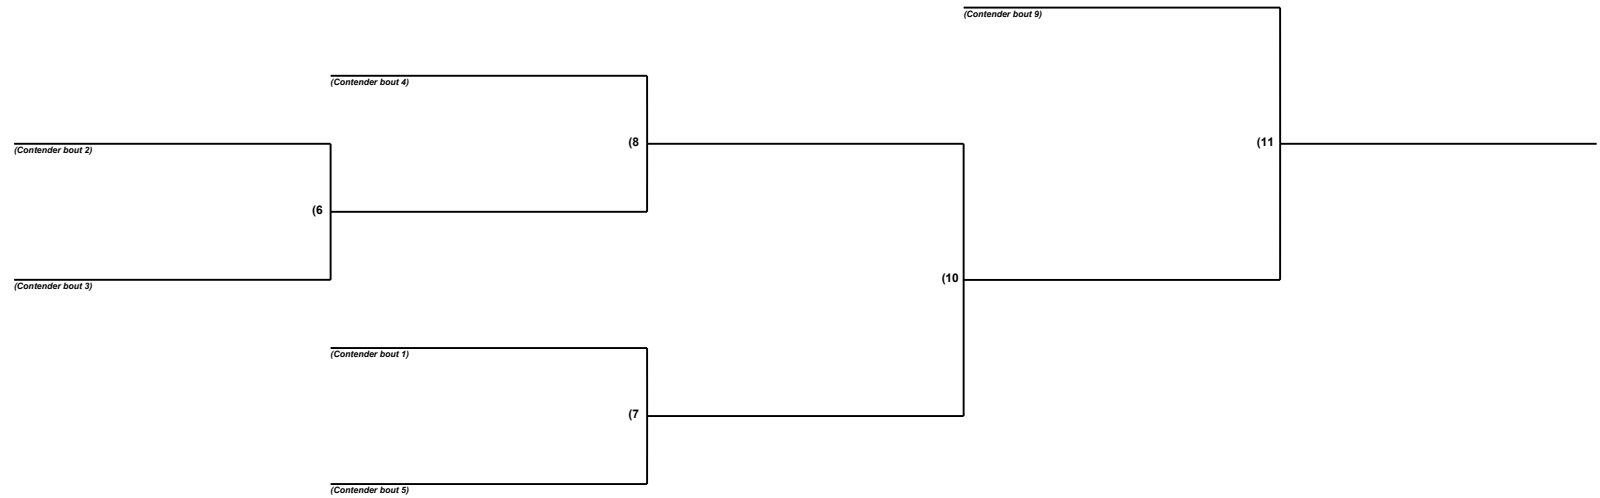 (Contender bout 9)
(Contender bout 4)
(8
(11
(Contender bout 2)
(6
(10
(Contender bout 3)
(Contender bout 1)
(7
(Contender bout 5)